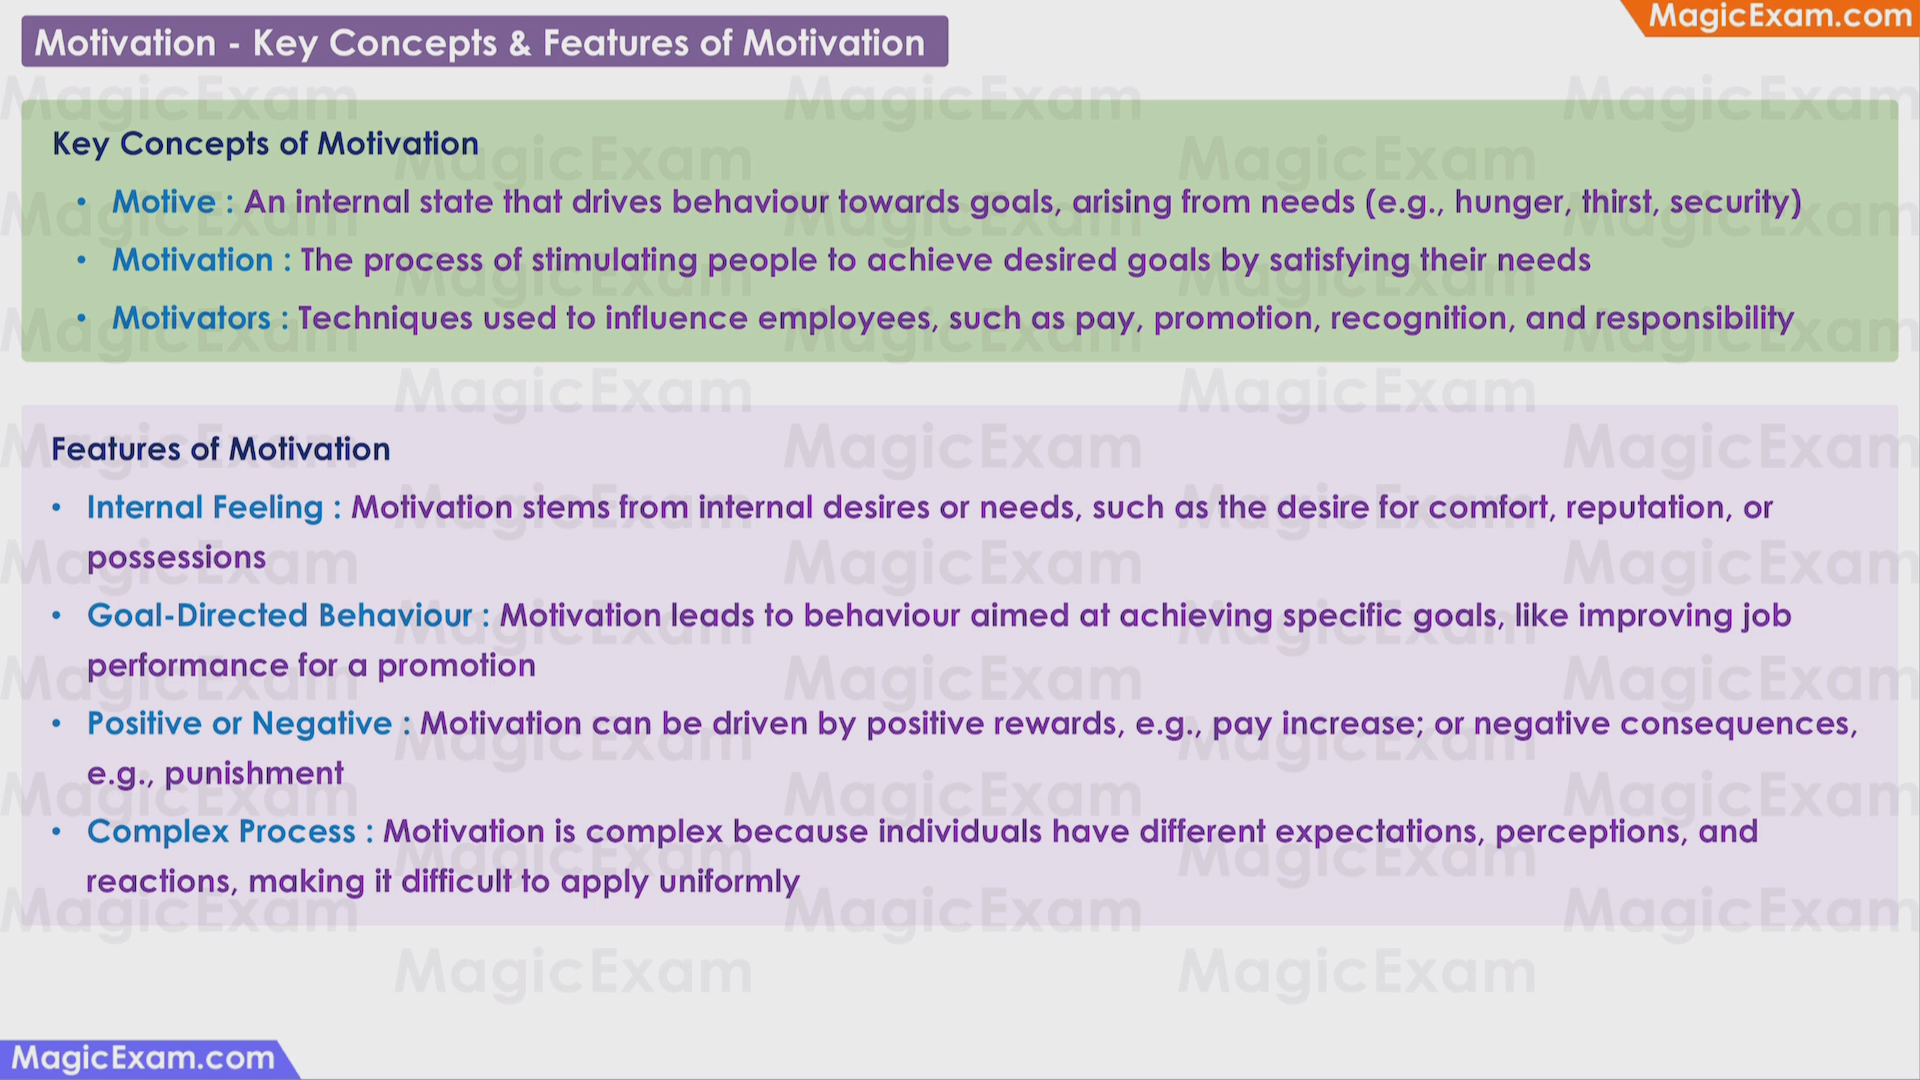 MagicExam.com
Motivation - Key Concepts & Features of Motivation
Key Concepts of Motivation
• Motive : An internal state that drives behaviour towards goals, arising from needs (e.g., hunger, thirst, security)
• Motivation : The process of stimulating people to achieve desired goals by satisfying their needs
• Motivators : Techniques used to influence employees, such as pay, promotion, recognition, and responsibility
Features of Motivation
• Internal Feeling : Motivation stems from internal desires or needs, such as the desire for comfort, reputation, or
possessions
• Goal-Directed Behaviour : Motivation leads to behaviour aimed at achieving specific goals, like improving job
performance for a promotion
• Positive or Negative : Motivation can be driven by positive rewards, e.g., pay increase; or negative consequences,
e.g., punishment
• Complex Process : Motivation is complex because individuals have different expectations, perceptions, and
reactions, making it difficult to apply uniformly
MagicExam.com